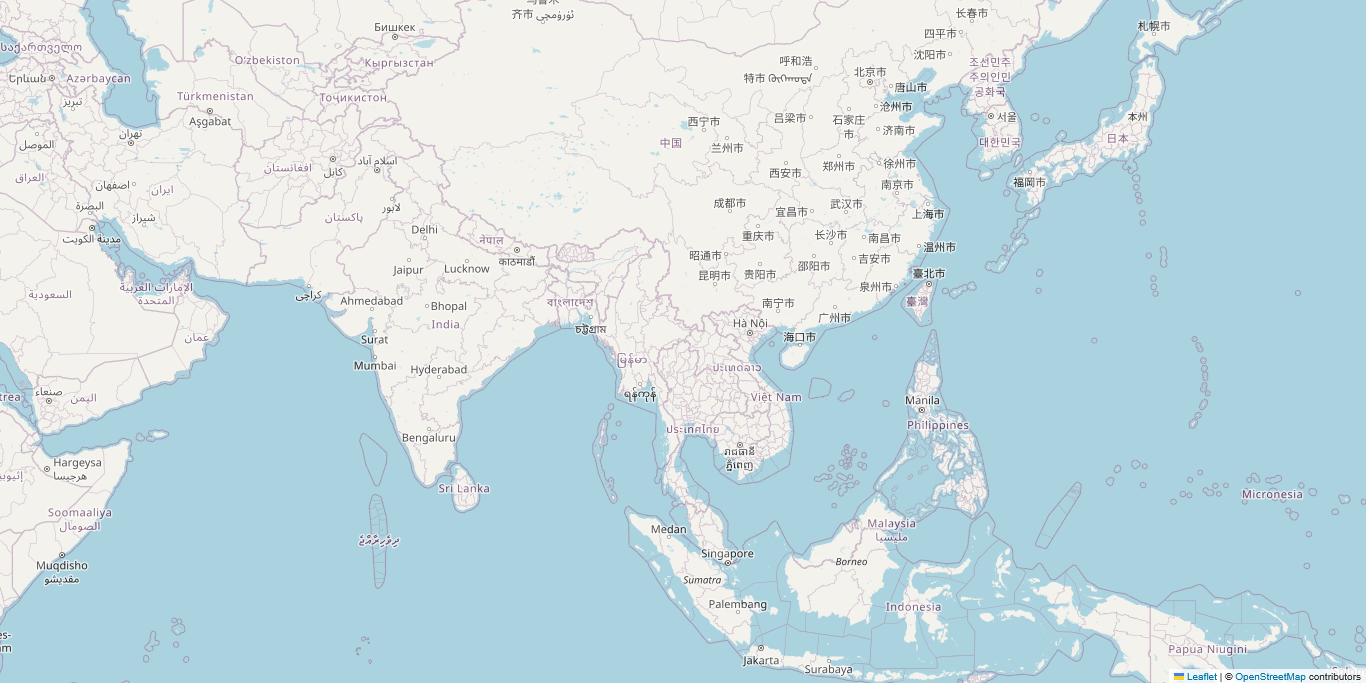 齐市 ئۈرۈمچى
Бишкек
长春市
四平市
札幌市
საქართველო
Oʻzbekiston
Кыргызстан
呼和浩
沈阳市
Երևան
Azərbaycan
特市
北京市
조선민주
주의인민
공화국
Türkmenistan
Тоҷикистон
唐山市
تبریز
沧州市
Aşgabat
西宁市
吕梁市
石家庄
市
서울
本州
تهران
济南市
الموصل
中国
兰州市
대한민국
日本
افغانستان
کابل
اسلام آباد
郑州市
徐州市
العراق
اصفهان
ایران
西安市
南京市
福岡市
البصرة
شیراز
پاکستان
لاہور
成都市
宜昌市
武汉市
上海市
مدينة الكويت
Delhi
नेपाल
重庆市
长沙市
南昌市
温州市
काठमाडौं
昭通市
吉安市
Jaipur
Lucknow
昆明市
贵阳市
邵阳市
臺北市
السعودية
الإمارات العربية
المتحدة
کراچی
泉州市
Ahmedabad
Bhopal
বাংলাদেশ
南宁市
臺灣
India
Hà Nội
广州市
চট্টগ্রাম
عمان
Surat
海口市
Mumbai
Hyderabad
မြန်မာ
ປະເທດລາວ
صنعاء
اليمن
ရန်ကုန်
Việt Nam
Manila
trea
Philippines
ประเทศไทย
Bengaluru
រាជធានី
ភ្នំពេញ
Hargeysa
هرجيسا
Sri Lanka
Micronesia
Soomaaliya
الصومال
Malaysia
مليسيا
Medan
ދިވެހިރާއްޖެ
Singapore
Muqdisho
مقديشو
Borneo
Sumatra
Palembang
Indonesia
es-
am
Papua Niugini
Jakarta
Surabaya
Leaflet | © OpenStreetMap contributors